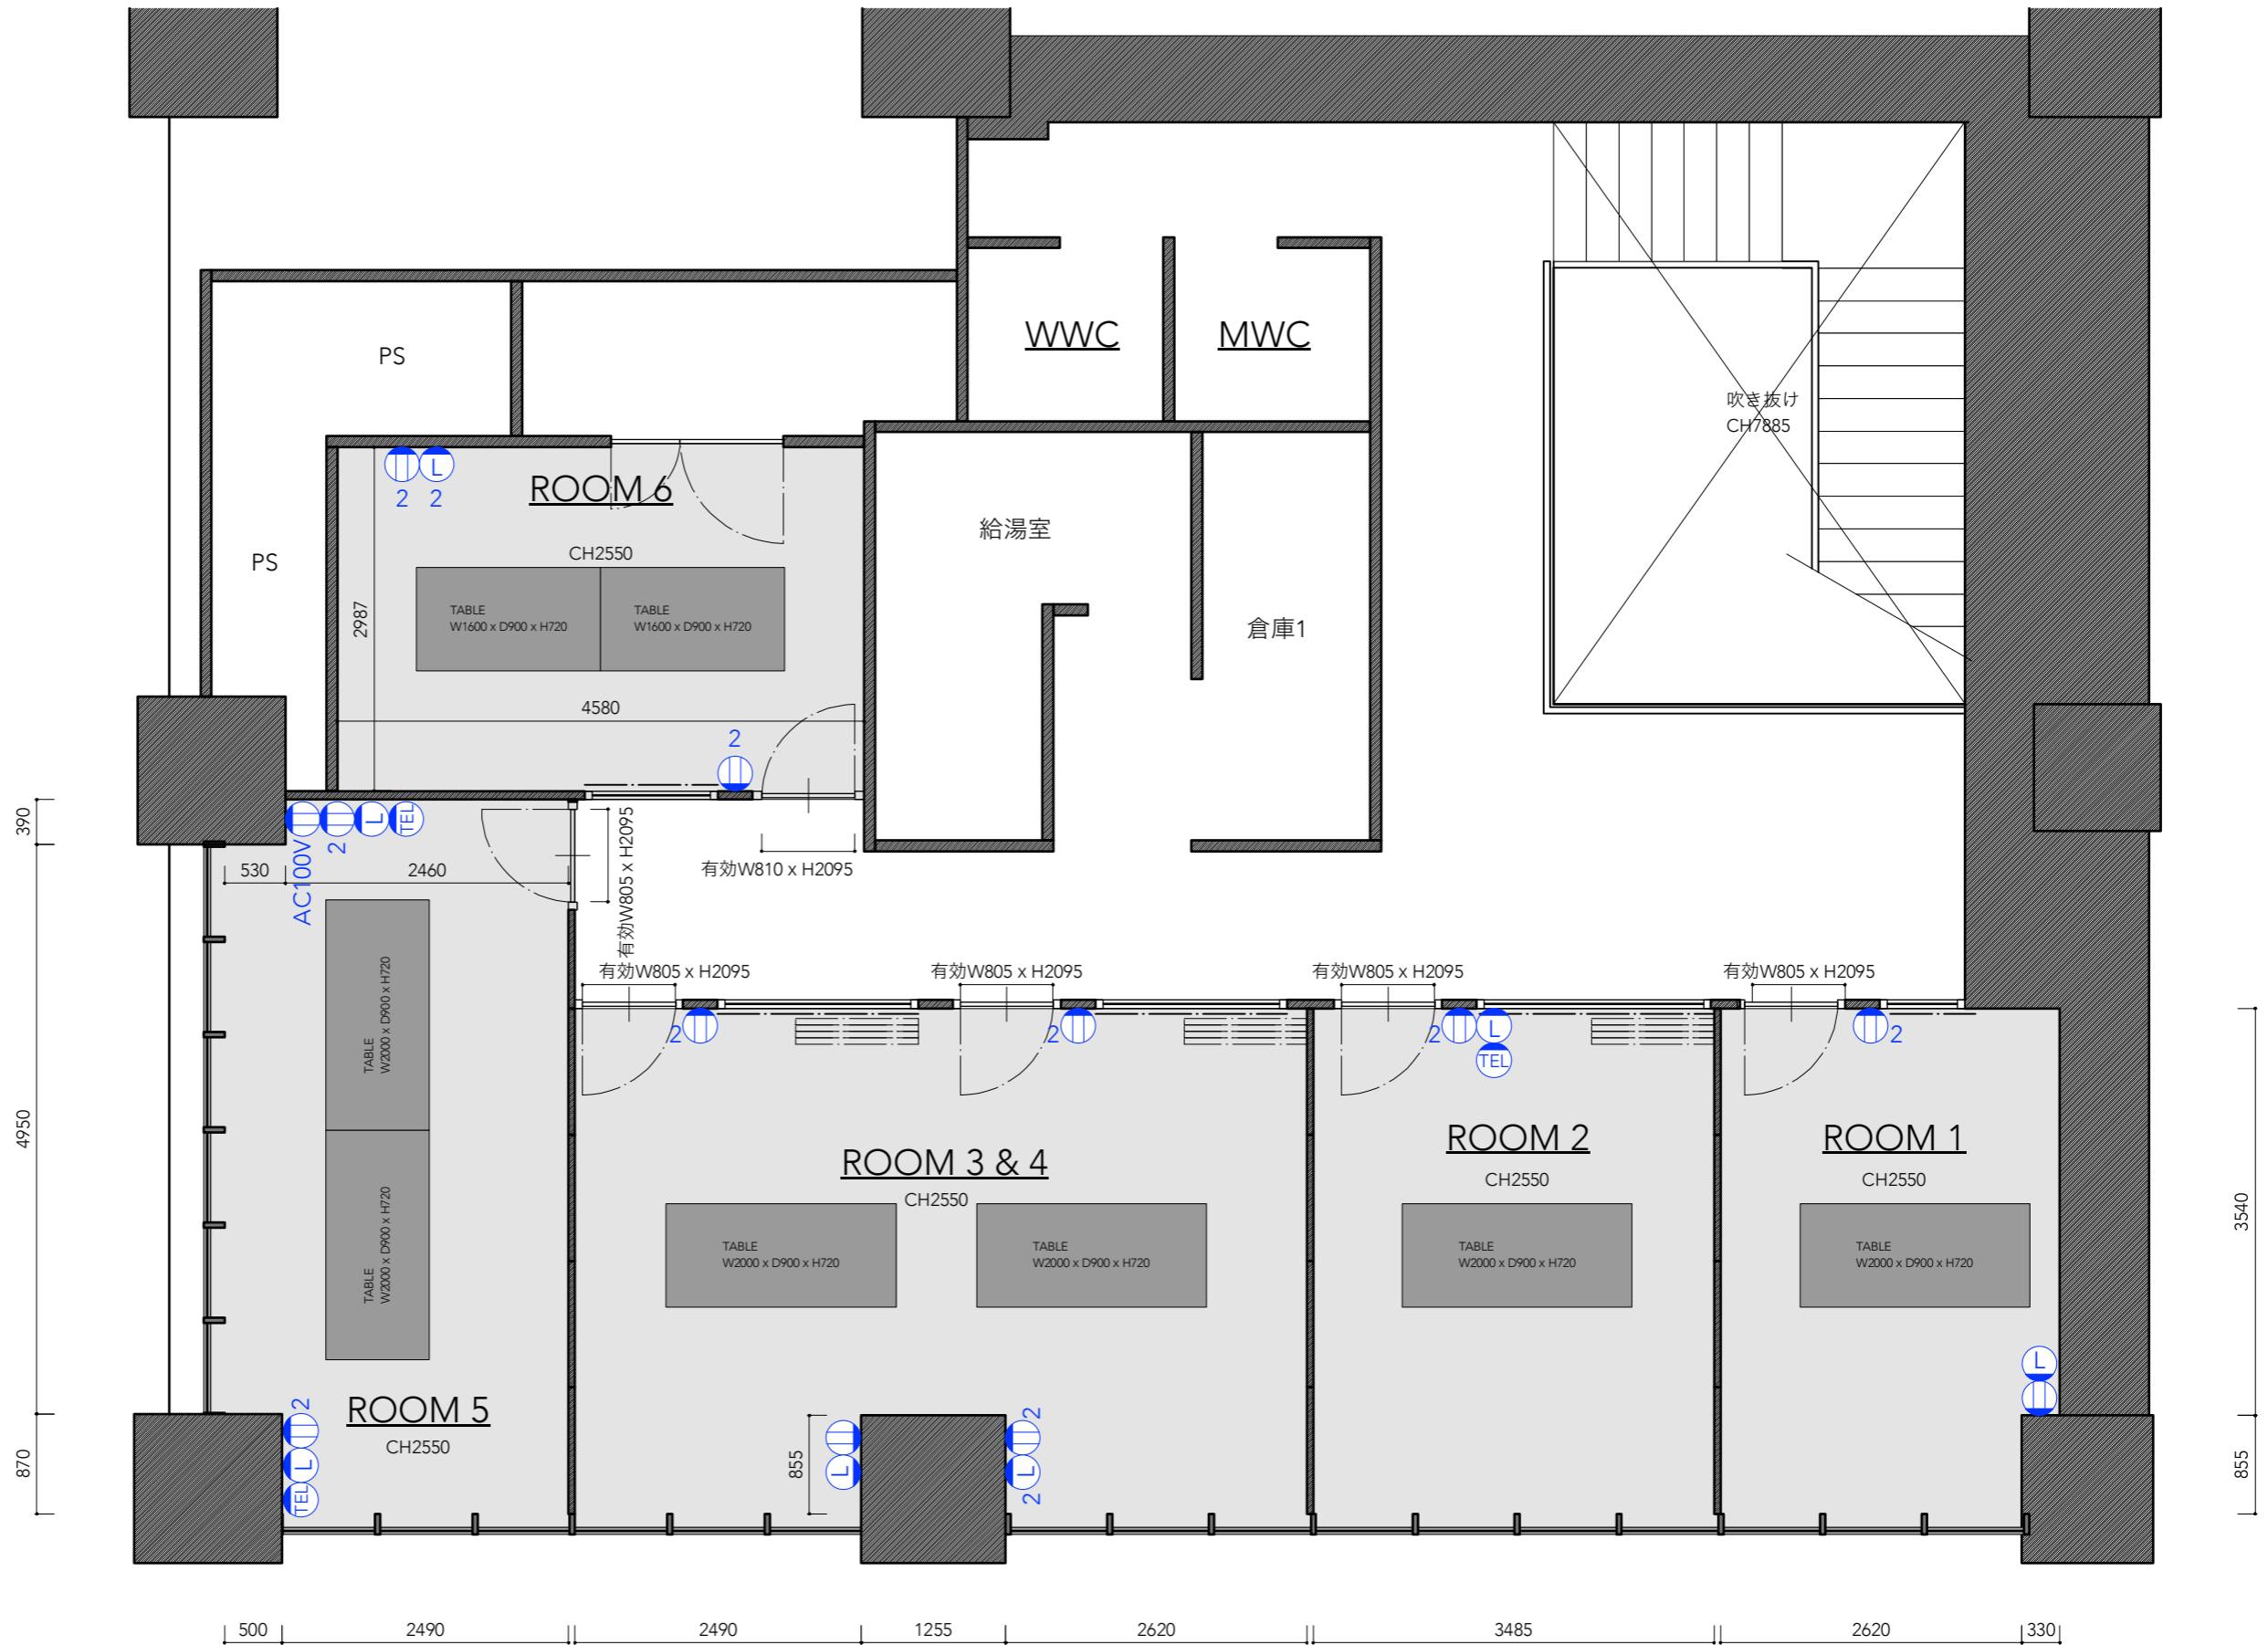 WWC
MWC
PS
吹き抜け
CH7885
2
L
2
ROOM 6
給湯室
CH2550
PS
TABLE
W1600 x D900 x H720
TABLE
W1600 x D900 x H720
2987
倉庫1
4580
2
390
L
TEL
2
AC100V
530
2460
有効W805 x H2095
有効W810 x H2095
有効W805 x H2095
有効W805 x H2095
有効W805 x H2095
有効W805 x H2095
TABLE
W2000 x D900 x H720
2
2
2
L
TEL
2
4950
ROOM 3 & 4
CH2550
ROOM 2
CH2550
ROOM 1
CH2550
TABLE
W2000 x D900 x H720
TABLE
W2000 x D900 x H720
TABLE
W2000 x D900 x H720
TABLE
W2000 x D900 x H720
TABLE
W2000 x D900 x H720
3540
L
ROOM 5
CH2550
2
L
TEL
870
855
L
2
L
2
855
500
2490
2490
1255
2620
3485
2620
330